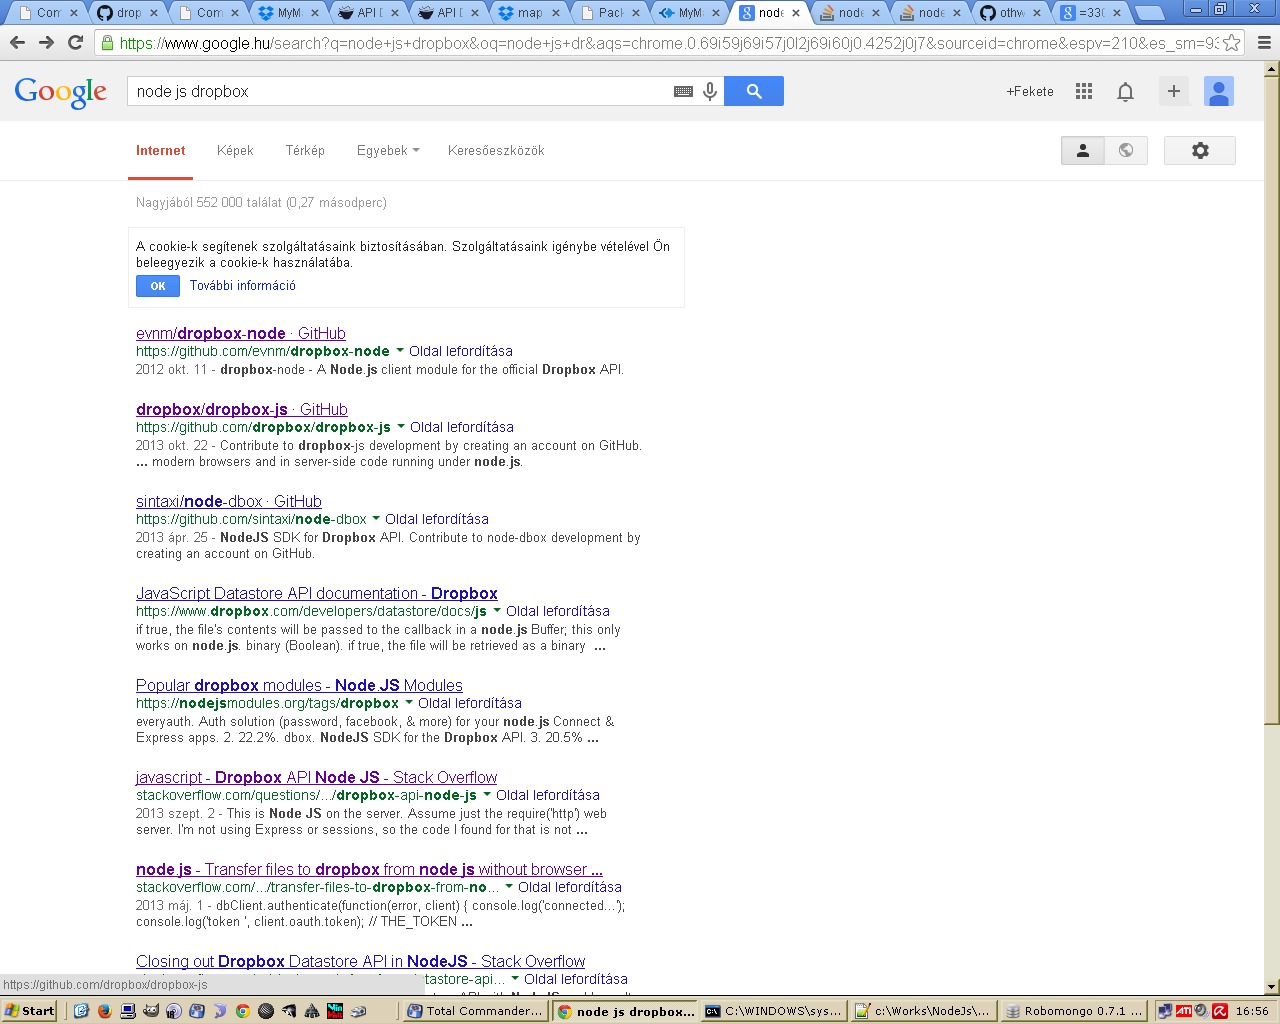 Con
drop
Com
MyM
API D
API D
map
Pack
MyM
node
node
node
othw
=330
https://www.google.hu/search?q=node+js+dropbox&oq=node+js+dr&aqs=chrome.0.69i59j69i57j0l2j69i60j0.4252j0j7&sourceid=chrome&espv=210&es_sm=93
Google
node js dropbox
+Fekete
Internet Képek Térkép Egyebek Keresőeszközök
Nagyjából 552 000 találat (0,27 másodperc)
A cookie-k segítenek szolgáltatásaink biztosításában. Szolgáltatásaink igénybe vételével Ön
beleegyezik a cookie-k használatába.
OK További információ
evnm/dropbox-node · GitHub
https://github.com/evnm/dropbox-node Oldal lefordítása
2012 okt. 11 - dropbox-node - A Node.js client module for the official Dropbox API.
dropbox/dropbox-js · GitHub
https://github.com/dropbox/dropbox-js Oldal lefordítása
2013 okt. 22 - Contribute to dropbox-js development by creating an account on GitHub.
... modern browsers and in server-side code running under node.js.
sintaxi/node-dbox · GitHub
https://github.com/sintaxi/node-dbox Oldal lefordítása
2013 ápr. 25 - NodeJS SDK for Dropbox API. Contribute to node-dbox development by
creating an account on GitHub.
JavaScript Datastore API documentation - Dropbox
https://www.dropbox.com/developers/datastore/docs/js Oldal lefordítása
if true, the file's contents will be passed to the callback in a node.js Buffer; this only
works on node.js. binary (Boolean). if true, the file will be retrieved as a binary ...
Popular dropbox modules - Node.JS Modules
https://nodejsmodules.org/tags/dropbox Oldal lefordítása
everyauth. Auth solution (password, facebook, & more) for your node.js Connect &
Express apps. 2. 22.2%. dbox. NodeJS SDK for the Dropbox API. 3. 20.5% ...
javascript - Dropbox API Node JS - Stack Overflow
stackoverflow.com/questions/.../dropbox-api-node-js Oldal lefordítása
2013 szept. 2 - This is Node JS on the server. Assume just the require('http') web
server. I'm not using Express or sessions, so the code I found for that is not ...
node.js - Transfer files to dropbox from node js without browser ...
stackoverflow.com/.../transfer-files-to-dropbox-from-no... Oldal lefordítása
2013 máj. 1 - dbClient.authenticate(function(error, client) { console.log('connected...');
console.log('token ', client.oauth.token); // THE_TOKEN ...
Closing out Dropbox Datastore API in NodeJS - Stack Overflow
tastore-api... Oldal lefordítása
https://github.com/dropbox/dropbox-js
Start
Total Commander...
node js dropbox...
C:\WINDOWS\sys...
c:\Works\NodeJs\...
Robomongo 0.7.1 ...
ATI
16:56